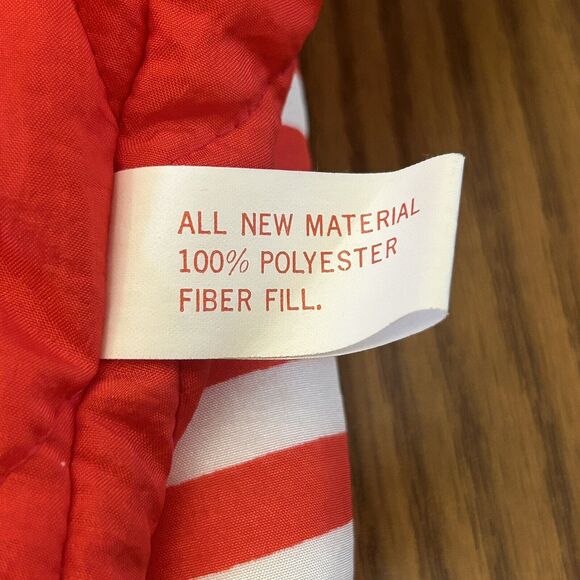 ALL NEW MATERIAL
100% POLYESTER
FIBER FILL.